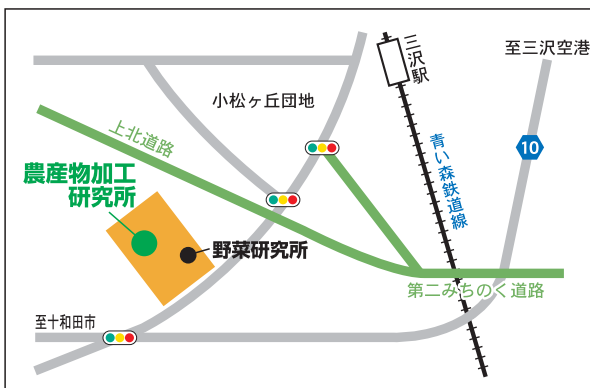 三沢駅
至三沢空港
小松ヶ丘団地
上北道路
10
青い森鉄道線
農産物加工
研究所
野菜研究所
第二みちのく道路
至十和田市